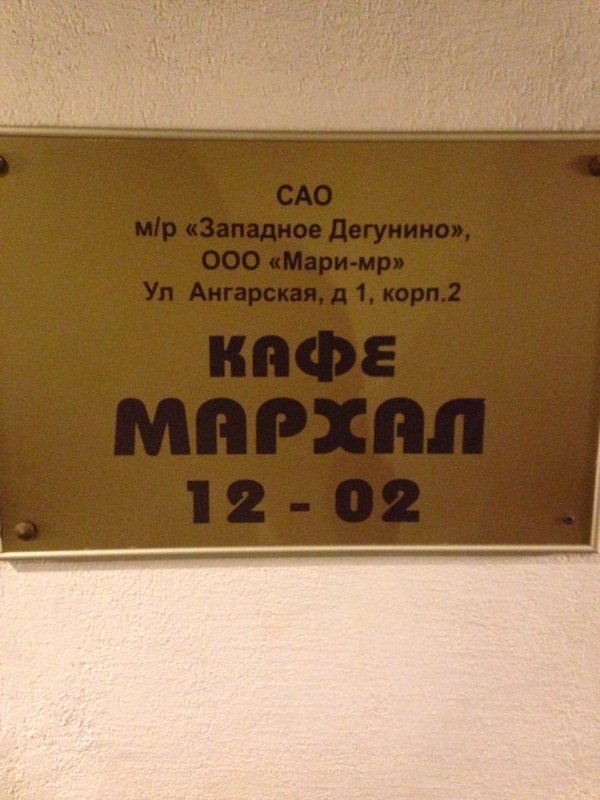 САО
м/р «Западное Дегунино»,
ООО «Мари-мр»
Ул Ангарская, д 1, корп.2
КАФЕ
МАРХАЛ
12 - 02